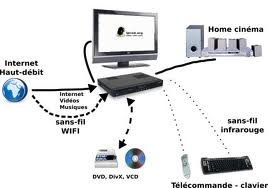 Home cinéma
Internet
Haut-débit
Internet
Vidéos
Musiques
sans-fil
WIFI
sans-fil
infrarouge
DVD, DivX, VCD
Télécommande - clavier